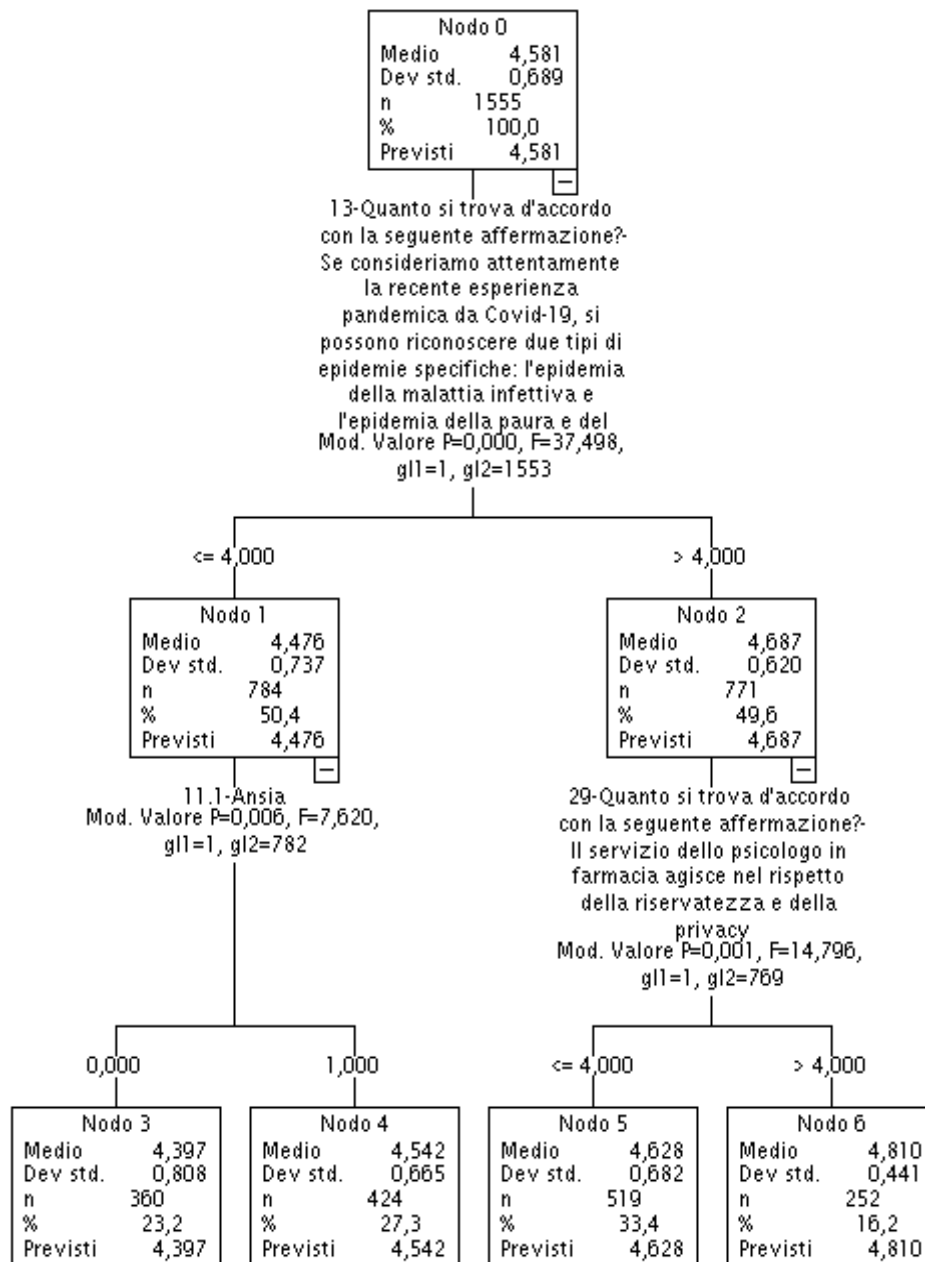 Nodo 0
Medio 4,581
Dev std. 0,689
n 1555
% 100,0
Previsti 4,581
13-Quanto si trova d'accordo
con la seguente affermazione?-
Se consideriamo attentamente
la recente esperienza
pandemica da Covid-19, si
possono riconoscere due tipi di
epidemie specifiche: l'epidemia
della malattia infettiva e
l'epidemia della paura e del
Mod. Valore P=0,000, F=37,498,
gl1=1, gl2=1553
<= 4,000
> 4,000
Nodo 1
Medio 4,476
Dev std. 0,737
n 784
% 50,4
Previsti 4,476
Nodo 2
Medio 4,687
Dev std. 0,620
n 771
% 49,6
Previsti 4,687
11.1-Ansia
Mod. Valore P=0,006, F=7,620,
gl1=1, gl2=782
29-Quanto si trova d'accordo
con la seguente affermazione?-
Il servizio dello psicologo in
farmacia agisce nel rispetto
della riservatezza e della
privacy
Mod. Valore P=0,001, F=14,796,
gl1=1, gl2=769
0,000
1,000
<= 4,000
> 4,000
Nodo 3
Medio 4,397
Dev std. 0,808
n 360
% 23,2
Previsti 4,397
Nodo 4
Medio 4,542
Dev std. 0,665
n 424
% 27,3
Previsti 4,542
Nodo 5
Medio 4,628
Dev std. 0,682
n 519
% 33,4
Previsti 4,628
Nodo 6
Medio 4,810
Dev std. 0,441
n 252
% 16,2
Previsti 4,810